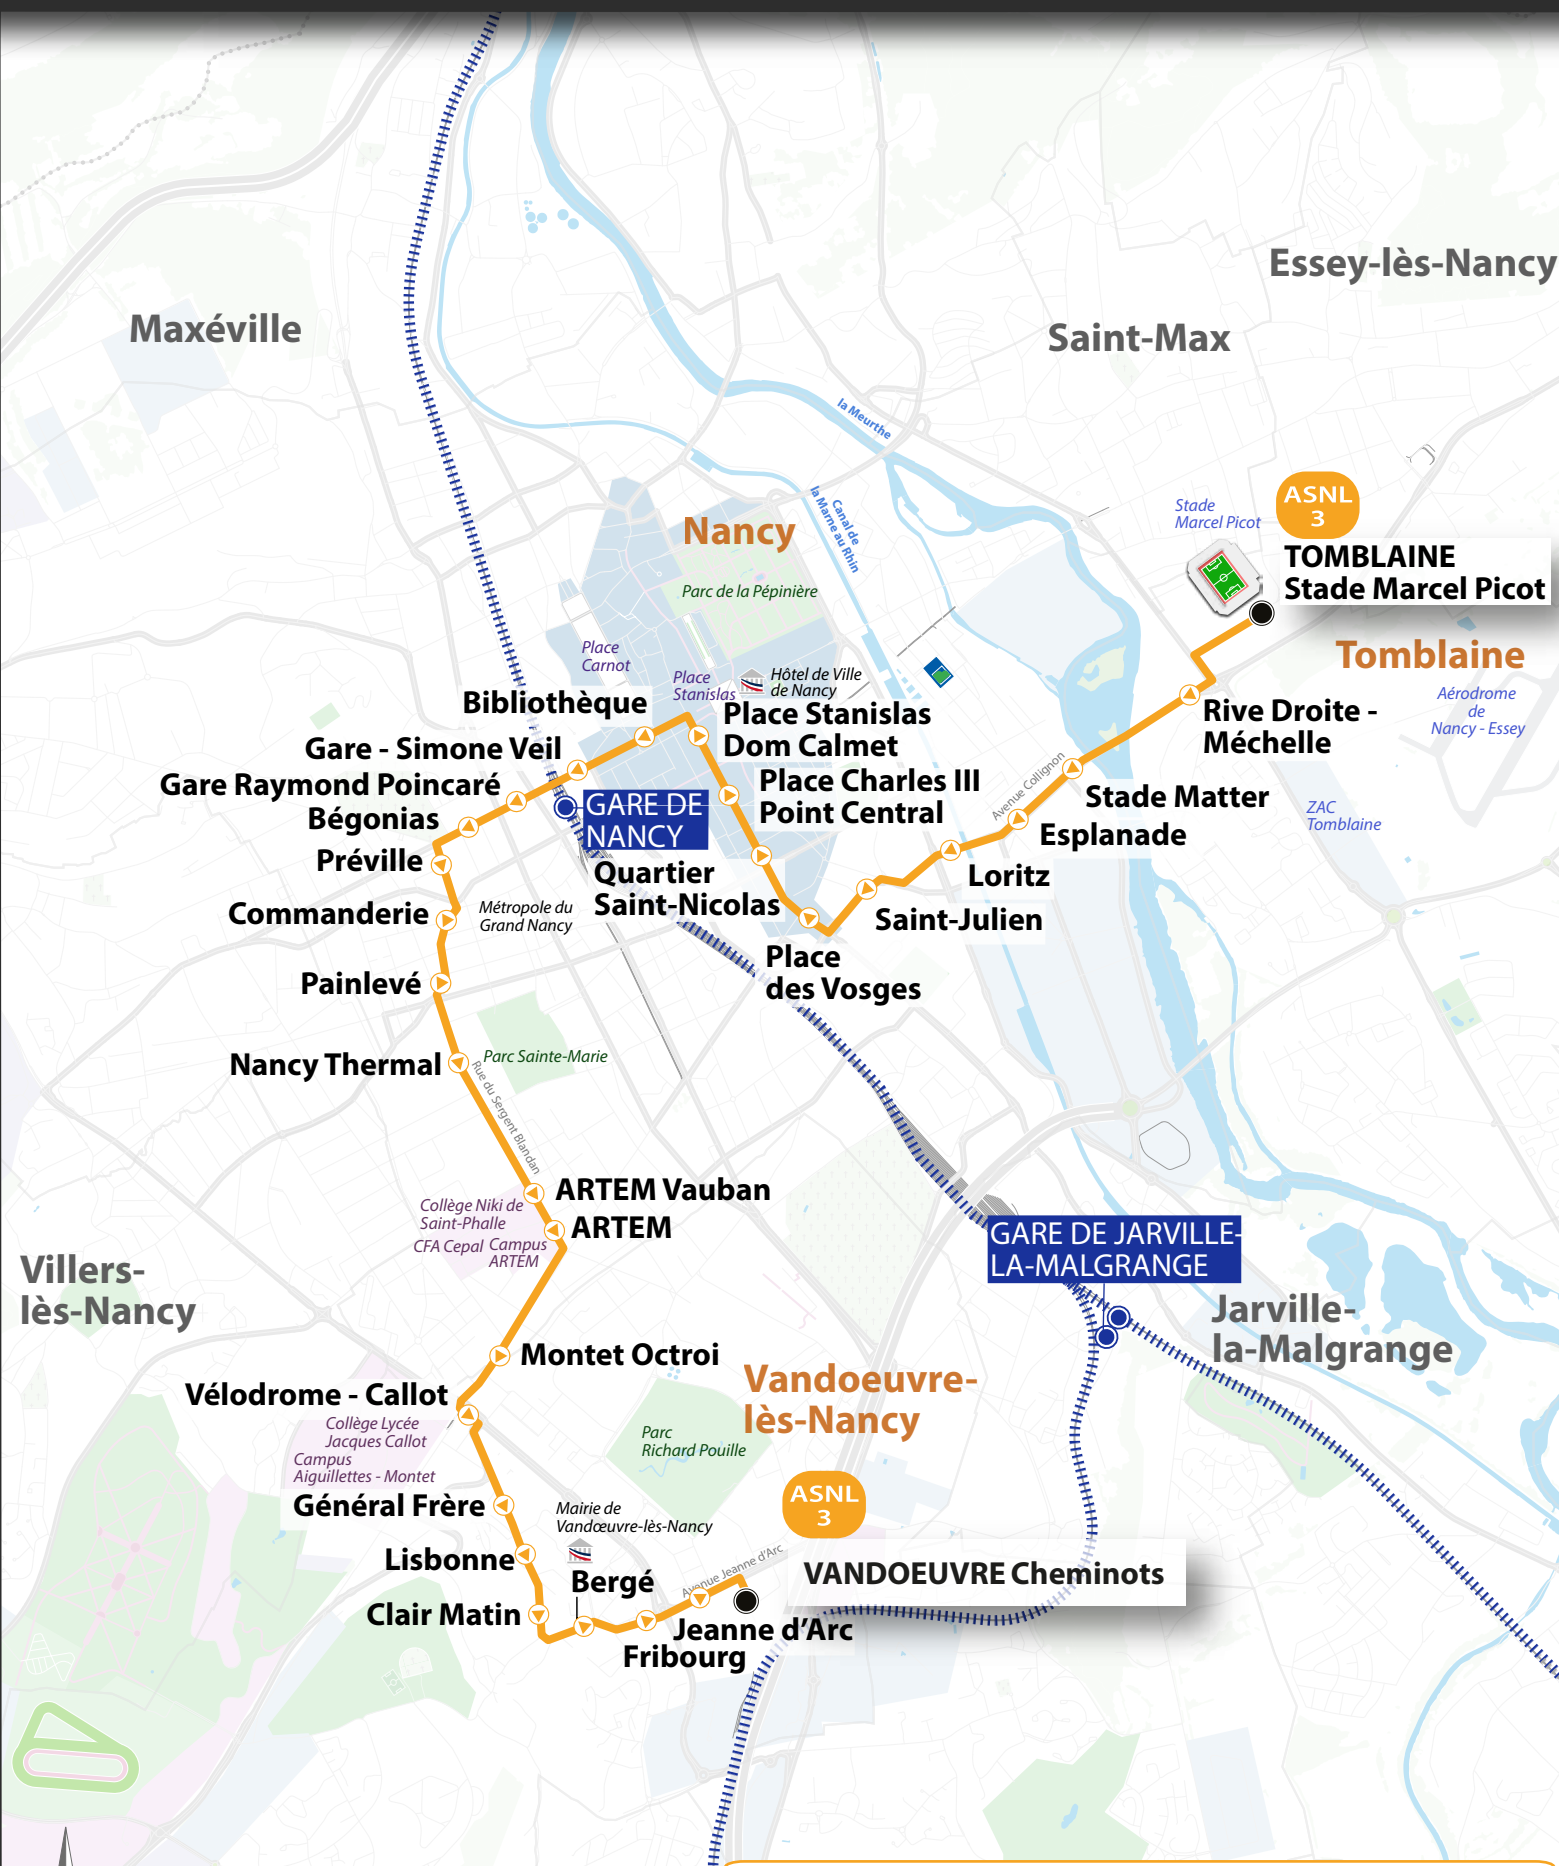 Essey-lès-Nancy
Maxéville
Saint-Max
la Meurthe
Stade
Marcel Picot
ASNL
3
TOMBLAINE
Stade Marcel Picot
Canal de
la Marne au Rhin
Nancy
Parc de la Pépinière
Tomblaine
Place
Carnot
Place
Stanislas
Hôtel de Ville
de Nancy
Aérodrome
de
Nancy - Essey
Bibliothèque
Place Stanislas
Dom Calmet
Rive Droite -
Méchelle
Gare - Simone Veil
Gare Raymond Poincaré
Place Charles III
Point Central
Avenue Collignon
Stade Matter
GARE DE
NANCY
Bégonias
ZAC
Tomblaine
Esplanade
Préville
Quartier
Saint-Nicolas
Loritz
Commanderie
Métropole du
Grand Nancy
Saint-Julien
Place
des Vosges
Painlevé
Nancy Thermal
Parc Sainte-Marie
Rue du Sergent Blandan
ARTEM Vauban
ARTEM
Collège Niki de
Saint-Phalle
CFA Cepal
Campus
ARTEM
GARE DE JARVILLE-
LA-MALGRANGE
Villers-
lès-Nancy
Jarville-
la-Malgrange
Montet Octroi
Vandoeuvre-
lès-Nancy
Vélodrome - Callot
Collège Lycée
Jacques Callot
Campus
Aiguillettes - Montet
Parc
Richard Pouille
Général Frère
Mairie de
Vandœuvre-lès-Nancy
ASNL
3
Lisbonne
Avenue Jeanne d'Arc
VANDOEUVRE Cheminots
Bergé
Clair Matin
Jeanne d’Arc
Fribourg